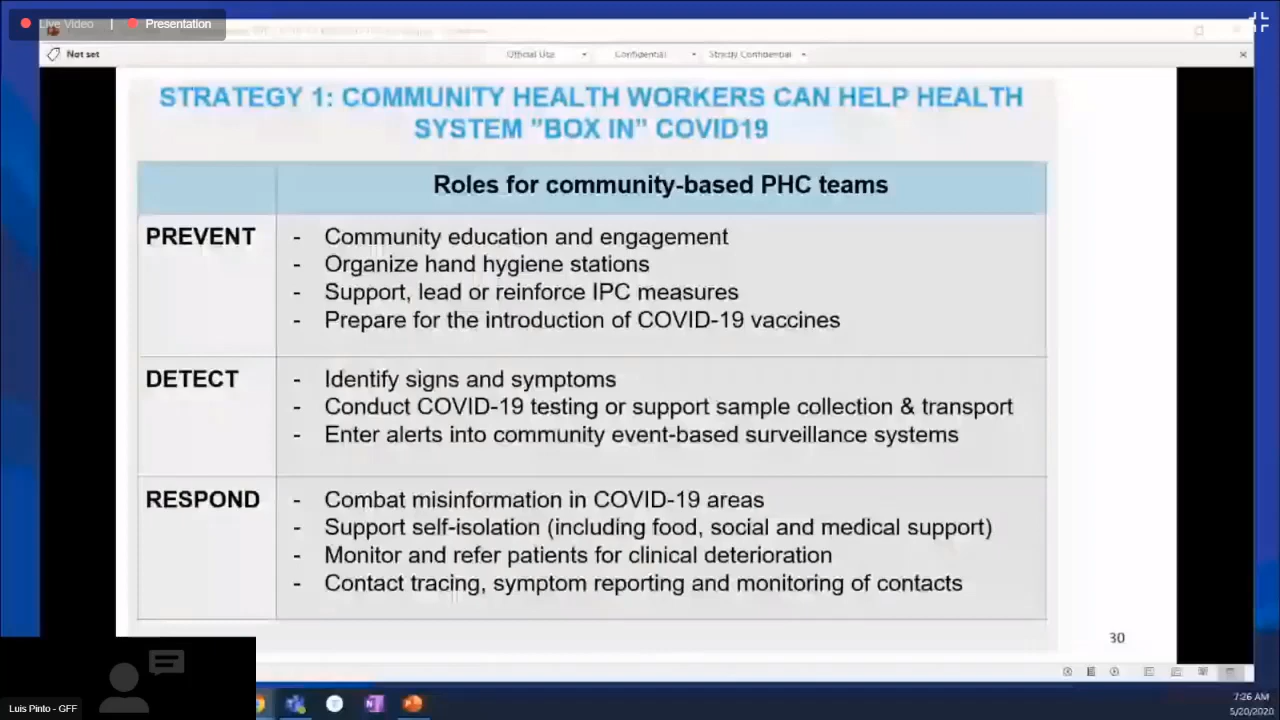 Live Video | Presentation
Not set
Official Use
Confidential
Strictly Confidential
STRATEGY 1: COMMUNITY HEALTH WORKERS CAN HELP HEALTH
SYSTEM "BOX IN" COVID19
Roles for community-based PHC teams
PREVENT
- Community education and engagement
- Organize hand hygiene stations
- Support, lead or reinforce IPC measures
- Prepare for the introduction of COVID-19 vaccines
DETECT
- Identify signs and symptoms
- Conduct COVID-19 testing or support sample collection & transport
- Enter alerts into community event-based surveillance systems
RESPOND
- Combat misinformation in COVID-19 areas
- Support self-isolation (including food, social and medical support)
- Monitor and refer patients for clinical deterioration
- Contact tracing, symptom reporting and monitoring of contacts
30
Luis Pinto - GFF
7:26 AM
5/20/2020